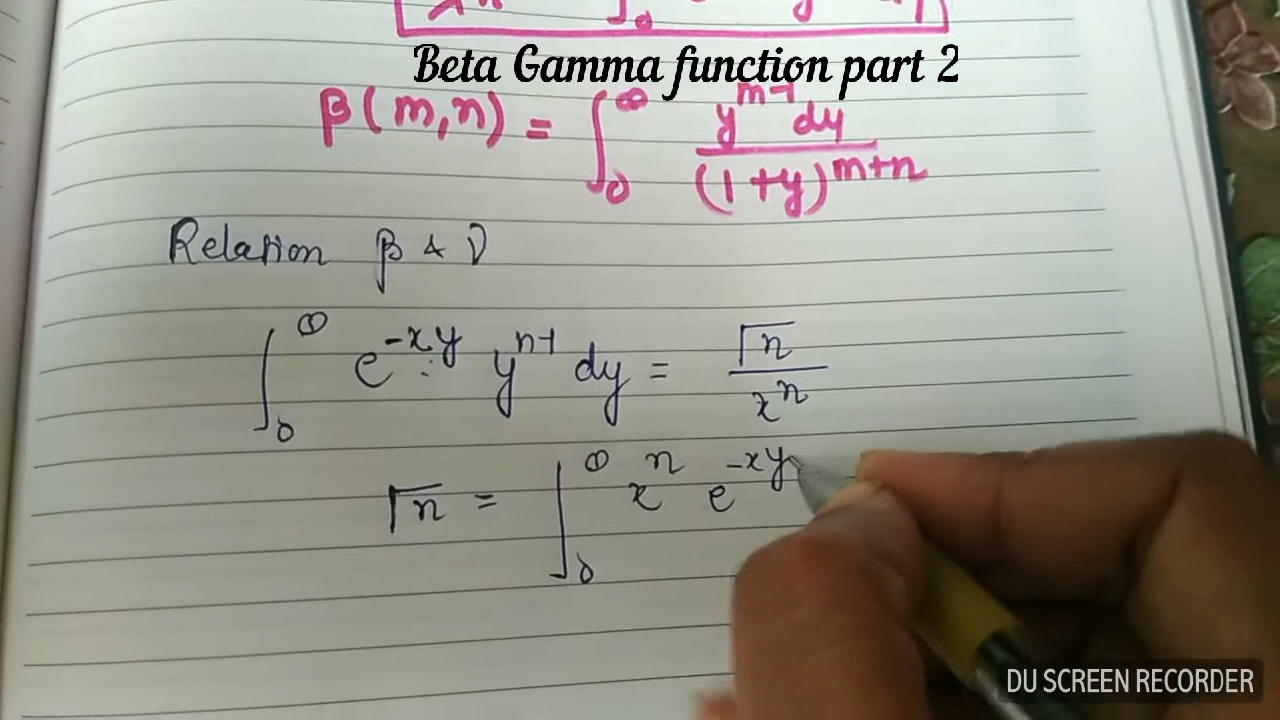 Beta Gamma function part 2
β(m,n) = ∫₀^∞ y^{m-1} dy / (1+y)^{m+n}
Relation β & Γ
∫₀^∞ e^{-xy} y^{n-1} dy = Γn / x^n
Γn = ∫₀^∞ x^n e^{-xy}
DU SCREEN RECORDER